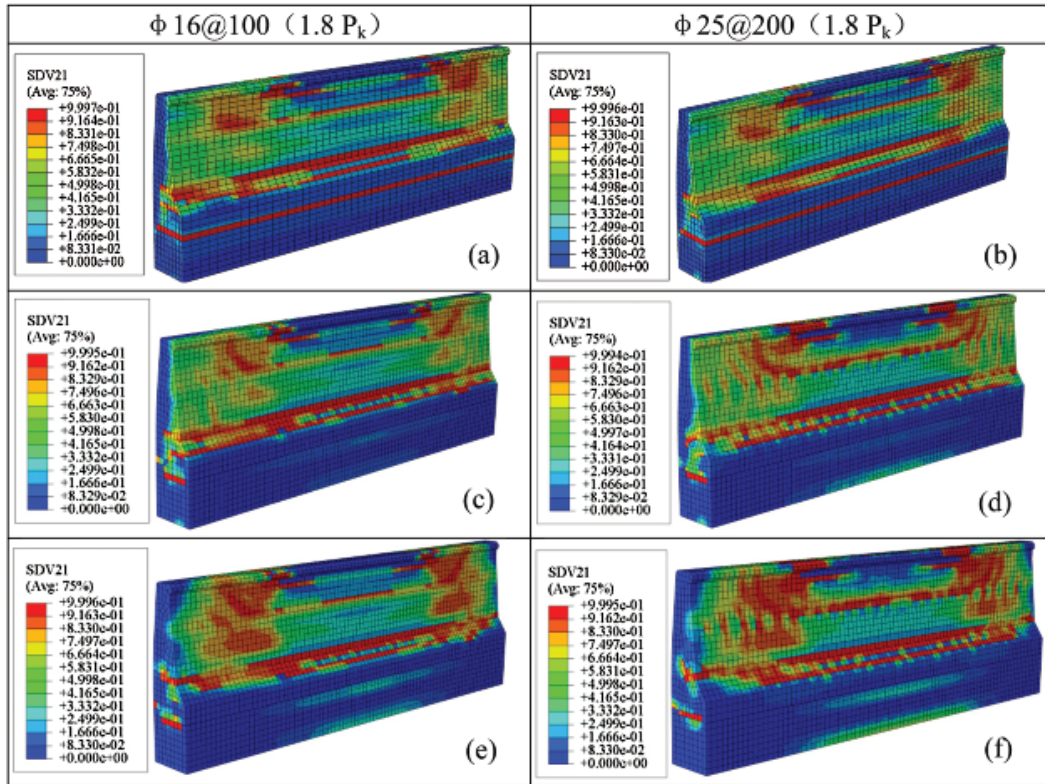 ϕ 16@100（1.8 Pk）
ϕ 25@200（1.8 Pk）
SDV21
(Avg: 75%)
+9.997e-01
+9.164e-01
+8.331e-01
+7.498e-01
+6.665e-01
+5.832e-01
+4.998e-01
+4.165e-01
+3.332e-01
+2.499e-01
+1.666e-01
+8.331e-02
+0.000e+00
(a)
SDV21
(Avg: 75%)
+9.996e-01
+9.163e-01
+8.330e-01
+7.497e-01
+6.664e-01
+5.831e-01
+4.998e-01
+4.165e-01
+3.332e-01
+2.499e-01
+1.666e-01
+8.330e-02
+0.000e+00
(b)
SDV21
(Avg: 75%)
+9.995e-01
+9.162e-01
+8.329e-01
+7.496e-01
+6.663e-01
+5.830e-01
+4.998e-01
+4.165e-01
+3.332e-01
+2.499e-01
+1.666e-01
+8.329e-02
+0.000e+00
(c)
SDV21
(Avg: 75%)
+9.994e-01
+9.162e-01
+8.329e-01
+7.496e-01
+6.663e-01
+5.830e-01
+4.997e-01
+4.164e-01
+3.331e-01
+2.499e-01
+1.666e-01
+8.329e-02
+0.000e+00
(d)
SDV21
(Avg: 75%)
+9.996e-01
+9.163e-01
+8.330e-01
+7.497e-01
+6.664e-01
+5.831e-01
+4.998e-01
+4.165e-01
+3.332e-01
+2.499e-01
+1.666e-01
+8.330e-02
+0.000e+00
(e)
SDV21
(Avg: 75%)
+9.995e-01
+9.163e-01
+8.330e-01
+7.497e-01
+6.664e-01
+5.831e-01
+4.998e-01
+4.165e-01
+3.332e-01
+2.499e-01
+1.666e-01
+8.330e-02
+0.000e+00
(f)